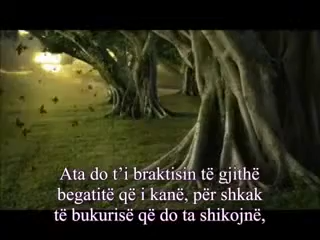 Ata do t’i braktisin të gjithë
begatitë që i kanë, për shkak
të bukurisë që do ta shikojnë,